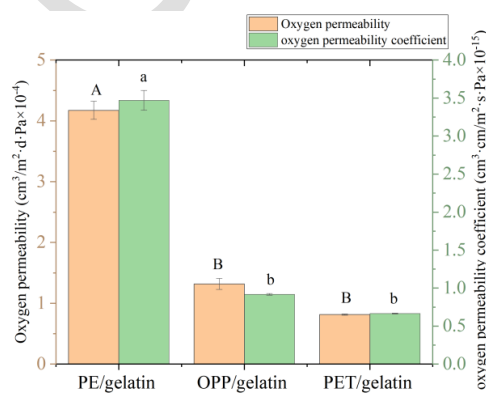 Oxygen permeability
oxygen permeability coefficient
Oxygen permeability (cm³/m²·d·Pa×10⁻⁴)
5
4
3
2
1
0
A
a
B
b
B
b
4.0
3.5
3.0
2.5
2.0
1.5
1.0
0.5
0.0
oxygen permeability coefficient (cm³·cm/m²·s·Pa×10⁻¹⁵)
PE/gelatin
OPP/gelatin
PET/gelatin